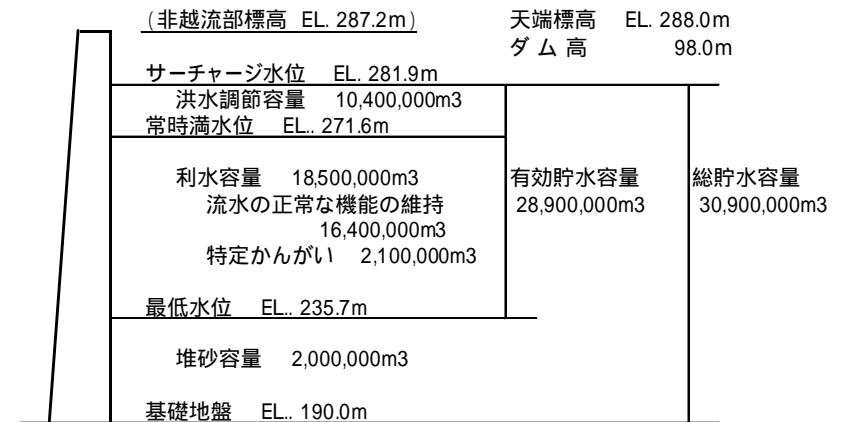 (非越流部標高 EL. 287.2m)
天端標高 EL. 288.0m
ダム高 98.0m
サーチャージ水位 EL. 281.9m
洪水調節容量 10,400,000m3
常時満水位 EL.. 271.6m
利水容量 18,500,000m3
有効貯水容量
総貯水容量
流水の正常な機能の維持
28,900,000m3
30,900,000m3
16,400,000m3
特定かんがい 2,100,000m3
最低水位 EL.. 235.7m
堆砂容量 2,000,000m3
基礎地盤 EL.. 190.0m